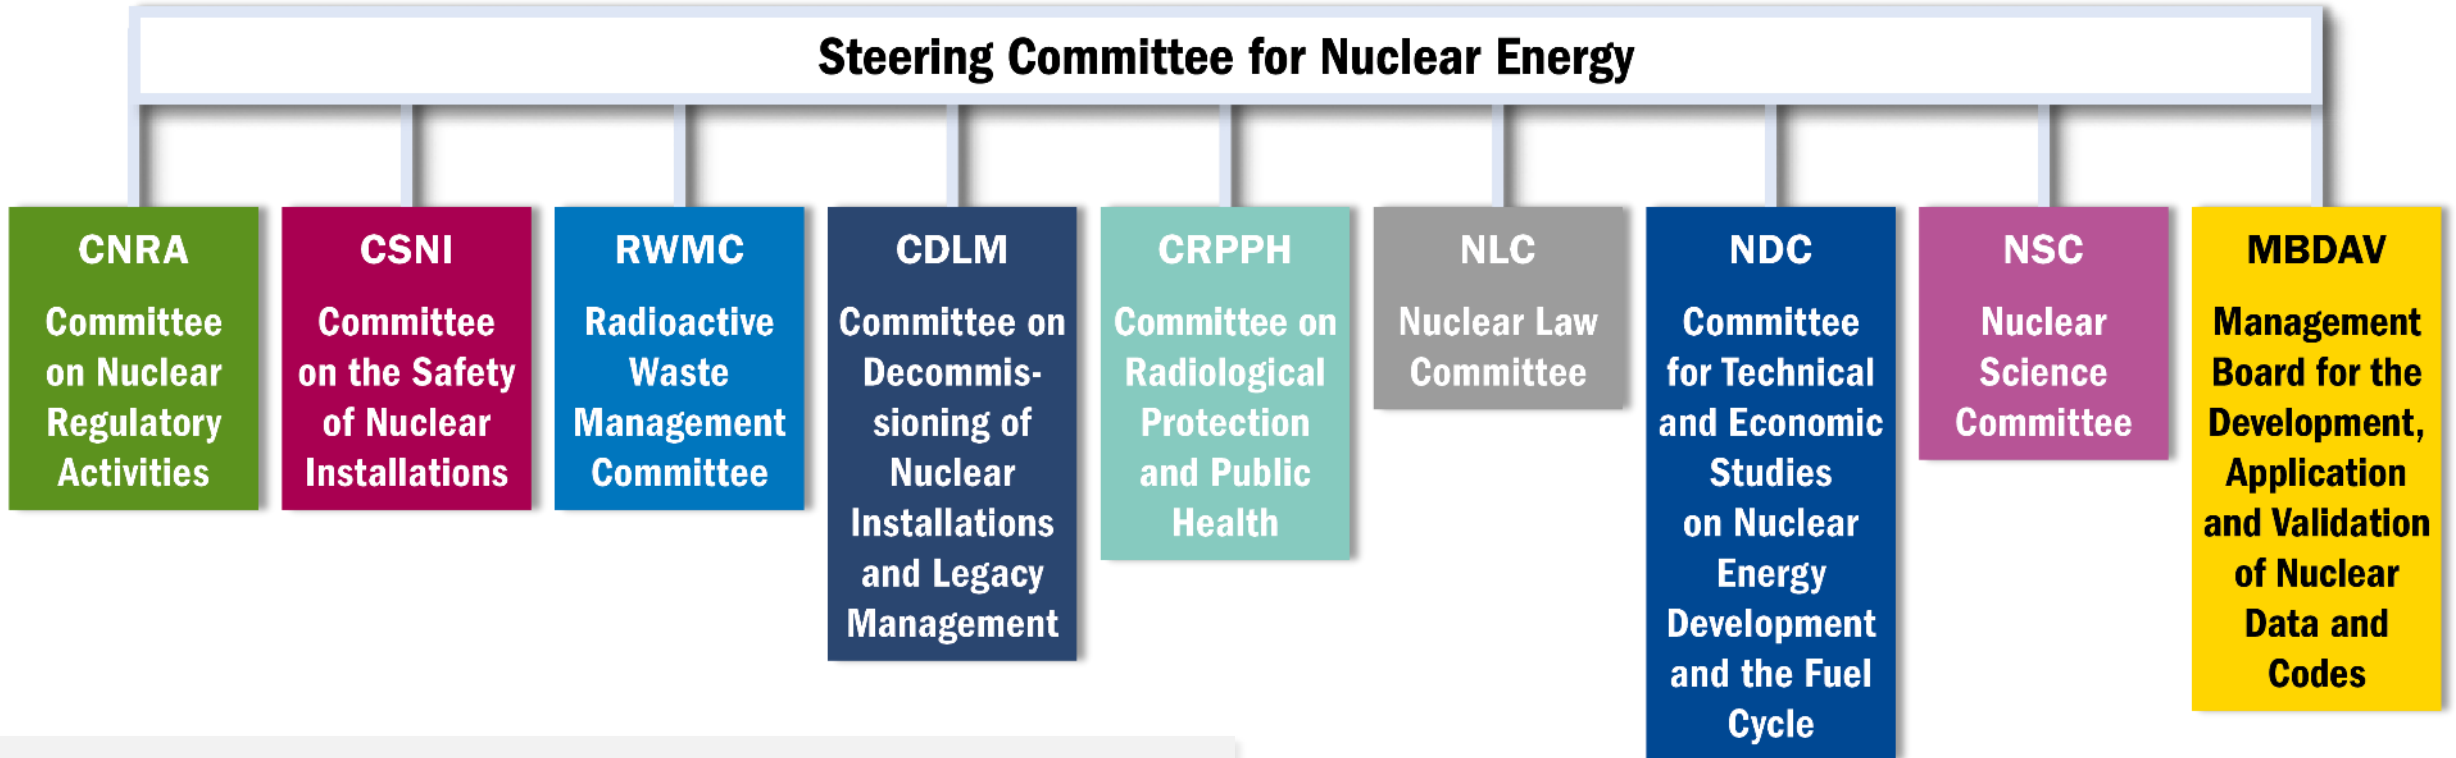 Steering Committee for Nuclear Energy
CNRA
Committee
on Nuclear
Regulatory
Activities
CSNI
Committee
on the Safety
of Nuclear
Installations
RWMC
Radioactive
Waste
Management
Committee
CDLM
Committee on
Decommis-
sioning of
Nuclear
Installations
and Legacy
Management
CRPPH
Committee on
Radiological
Protection
and Public
Health
NLC
Nuclear Law
Committee
NDC
Committee
for Technical
and Economic
Studies
on Nuclear
Energy
Development
and the Fuel
Cycle
NSC
Nuclear
Science
Committee
MBDAV
Management
Board for the
Development,
Application
and Validation
of Nuclear
Data and
Codes